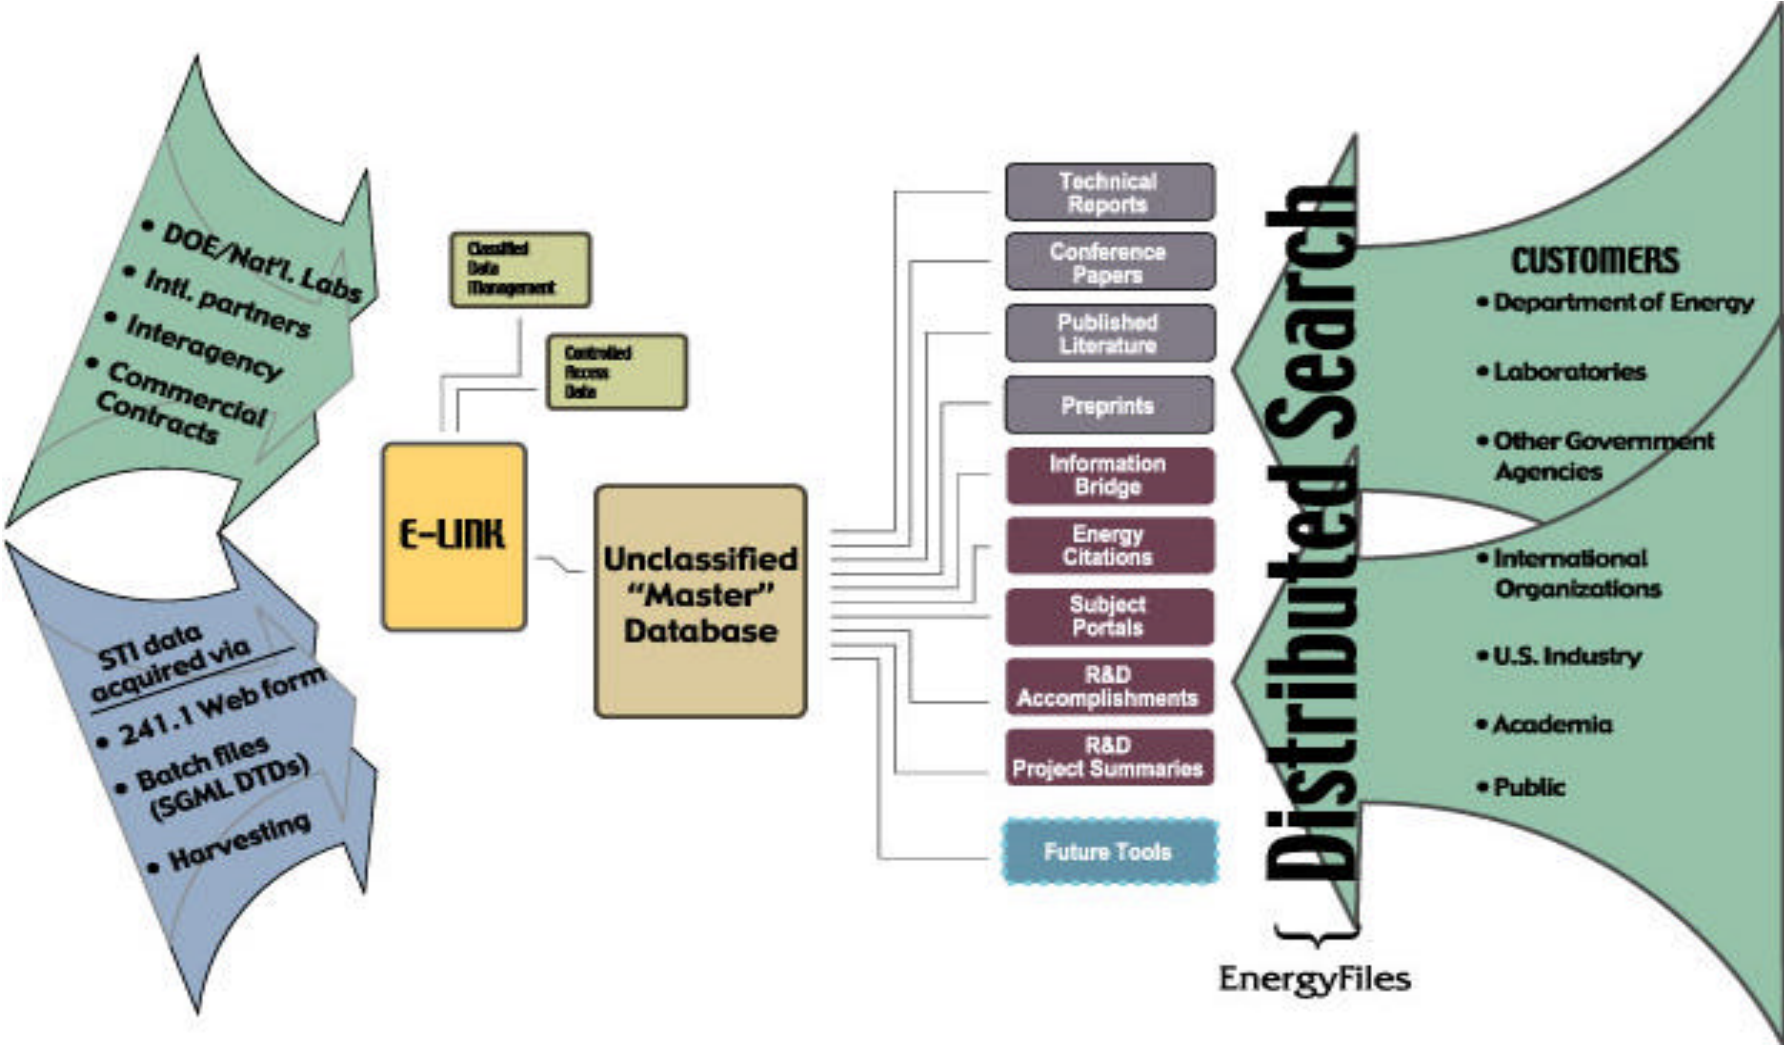 • DOE/Nat'l. Labs
• Intl. partners
• Interagency
• Commercial
Contracts
STI data
acquired via
• 241.1 Web form
• Batch files
(SGML DTDs)
• Harvesting
Classified
Data
Management
Controlled
Access
Data
E-LINK
Unclassified
“Master”
Database
Technical
Reports
Conference
Papers
Published
Literature
Preprints
Information
Bridge
Energy
Citations
Subject
Portals
R&D
Accomplishments
R&D
Project Summaries
Future Tools
Distributed Search
EnergyFiles
CUSTOMERS
• Department of Energy
• Laboratories
• Other Government
Agencies
• International
Organizations
• U.S. Industry
• Academia
• Public